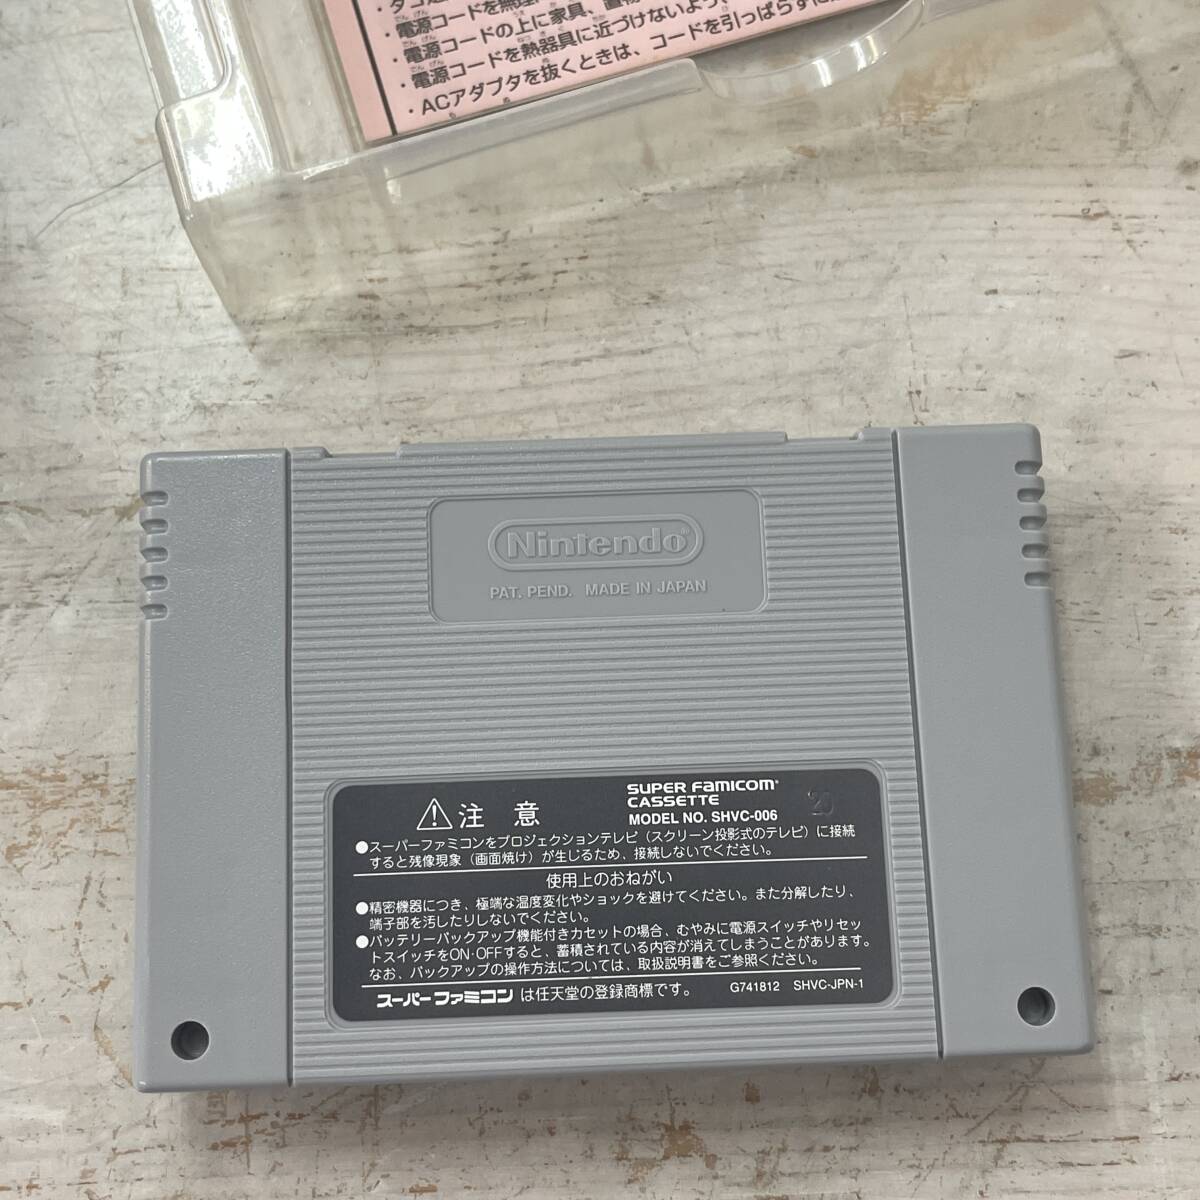 ・電源コードを無理に
・電源コードの上に家具、置物
・電源コードを熱器具に近づけないよう、
・ACアダプタを抜くときは、コードを引っぱらずに
Nintendo®
PAT. PEND. MADE IN JAPAN
⚠注 意
SUPER FAMICOM®
CASSETTE
MODEL NO. SHVC-006
20
●スーパーファミコンをプロジェクションテレビ(スクリーン投影式のテレビ)に接続
すると残像現象(画面焼け)が生じるため、接続しないでください。
使用上のおねがい
●精密機器につき、極端な温度変化やショックを避けてください。また分解したり、
端子部を汚したりしないでください。
●バッテリーバックアップ機能付きカセットの場合、むやみに電源スイッチやリセッ
トスイッチをON・OFFすると、蓄積されている内容が消えてしまうことがあります。
なお、バックアップの操作方法については、取扱説明書をご参照ください。
スーパーファミコン は任天堂の登録商標です。
G741812 SHVC-JPN-1